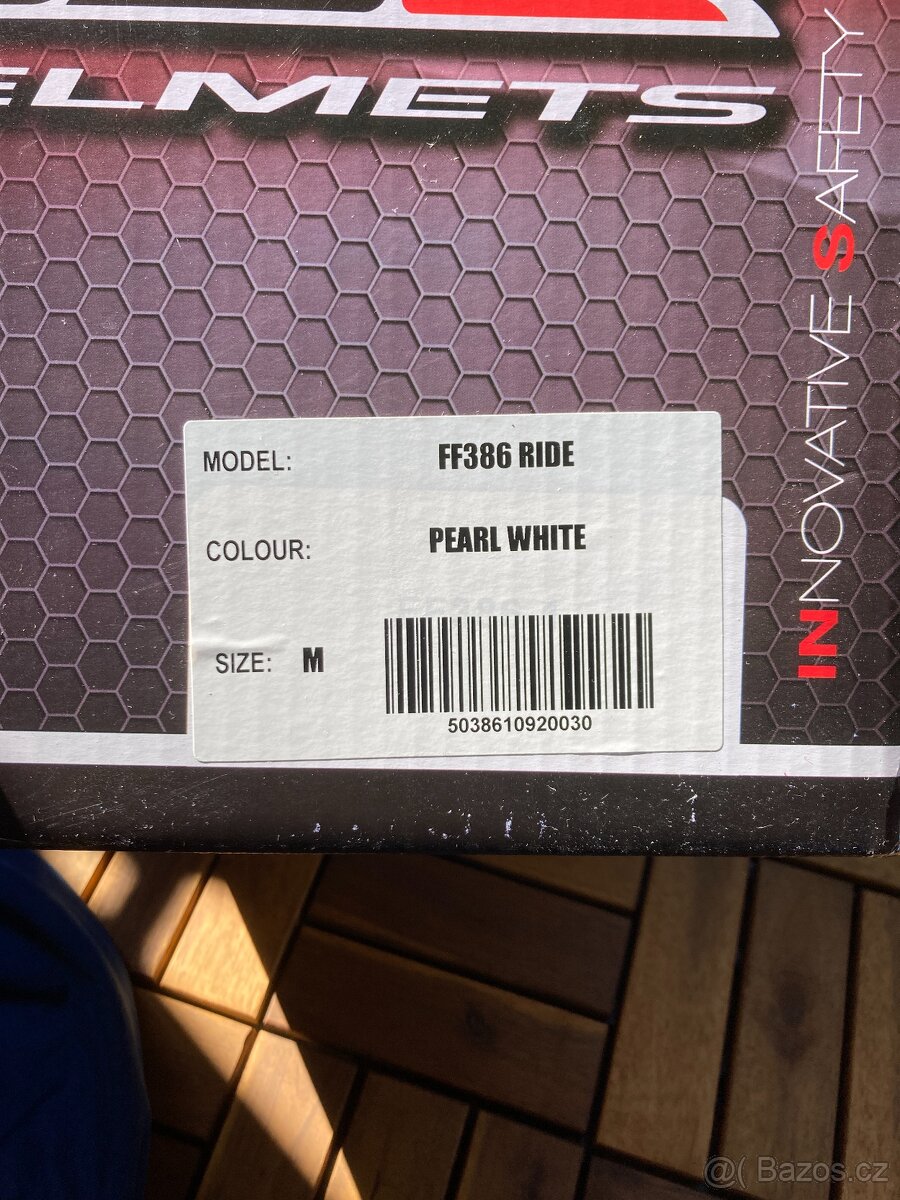 ELMETS
INNOVATIVE SAFETY
MODEL: FF386 RIDE
COLOUR: PEARL WHITE
SIZE: M
5038610920030
@( Bazos.cz